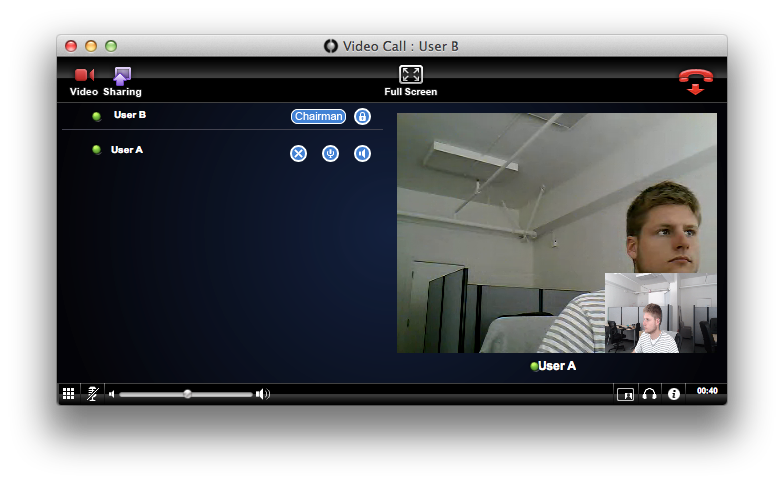 Video Call : User B
Video
Sharing
Full Screen
User B
Chairman
User A
User A
00:40